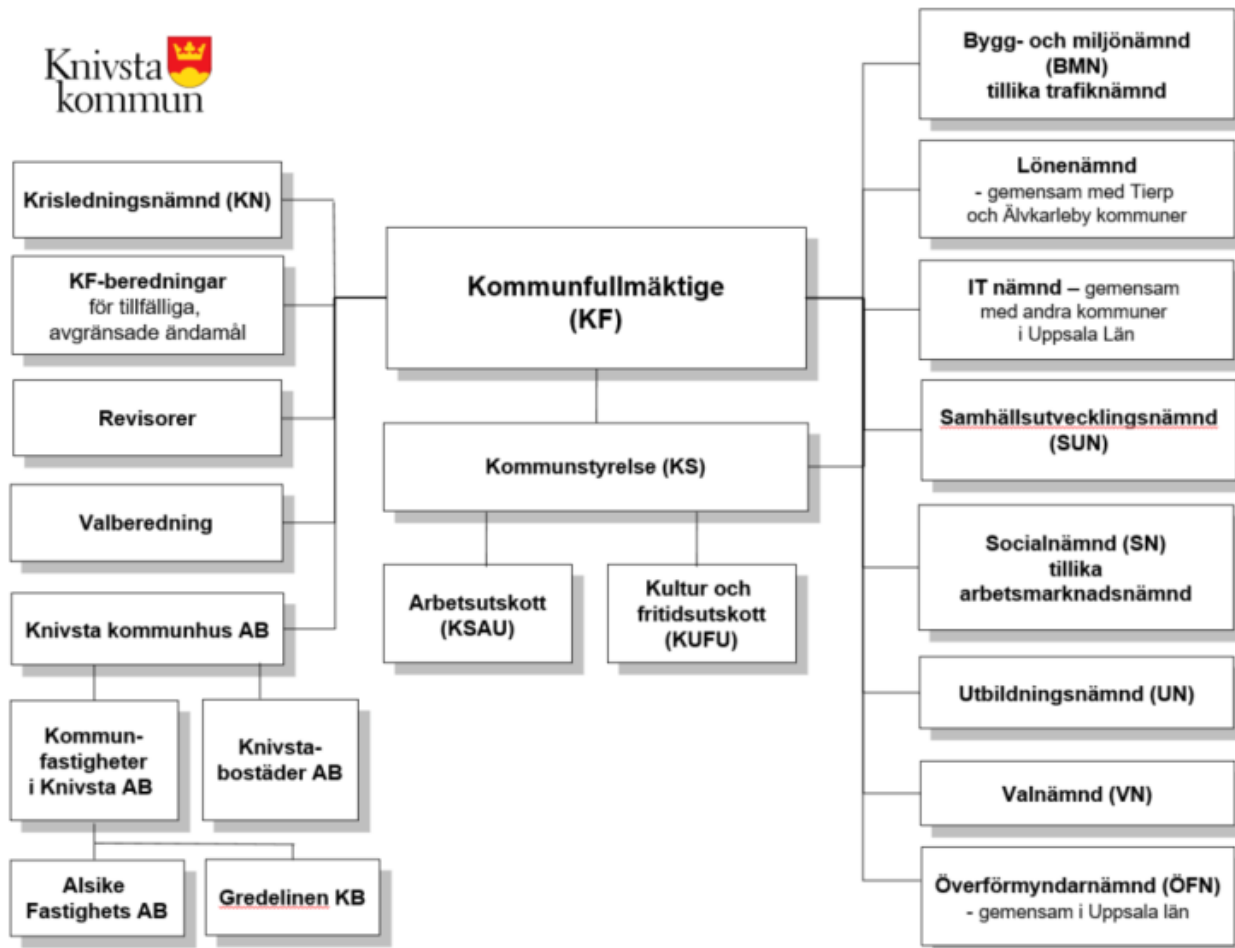 Knivsta
kommun
Krisledningsnämnd (KN)
KF-beredningar
för tillfälliga,
avgränsade ändamål
Revisorer
Valberedning
Knivsta kommunhus AB
Kommun-
fastigheter
i Knivsta AB
Knivsta-
bostäder AB
Alsike
Fastighets AB
Gredelinen KB
Kommunfullmäktige
(KF)
Kommunstyrelse (KS)
Arbetsutskott
(KSAU)
Kultur och
fritidsutskott
(KUFU)
Bygg- och miljönämnd
(BMN)
tillika trafiknämnd
Lönenämnd
- gemensam med Tierp
och Älvkarleby kommuner
IT nämnd – gemensam
med andra kommuner
i Uppsala Län
Samhällsutvecklingsnämnd
(SUN)
Socialnämnd (SN)
tillika
arbetsmarknadsnämnd
Utbildningsnämnd (UN)
Valnämnd (VN)
Överförmyndarnämnd (ÖFN)
- gemensam i Uppsala län